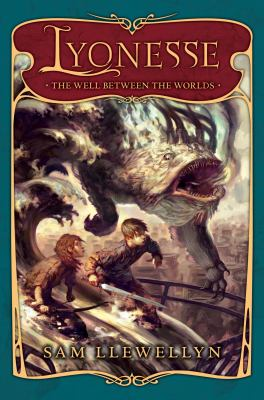 LYONESSE
• THE WELL BETWEEN THE WORLDS •
SAM LLEWELLYN